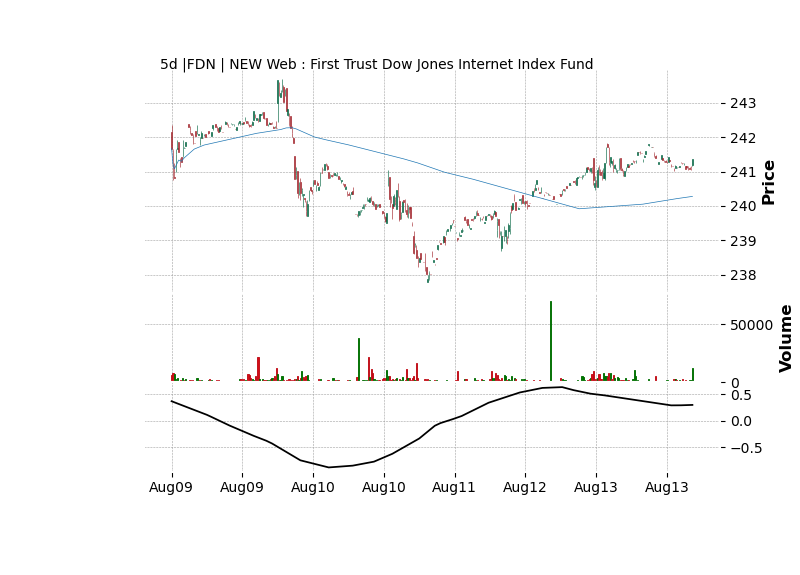 5d |FDN | NEW Web : First Trust Dow Jones Internet Index Fund
243
242
241
240
239
238
Price
50000
0
Volume
0.5
0.0
−0.5
Aug09 Aug09 Aug10 Aug10 Aug11 Aug12 Aug13 Aug13